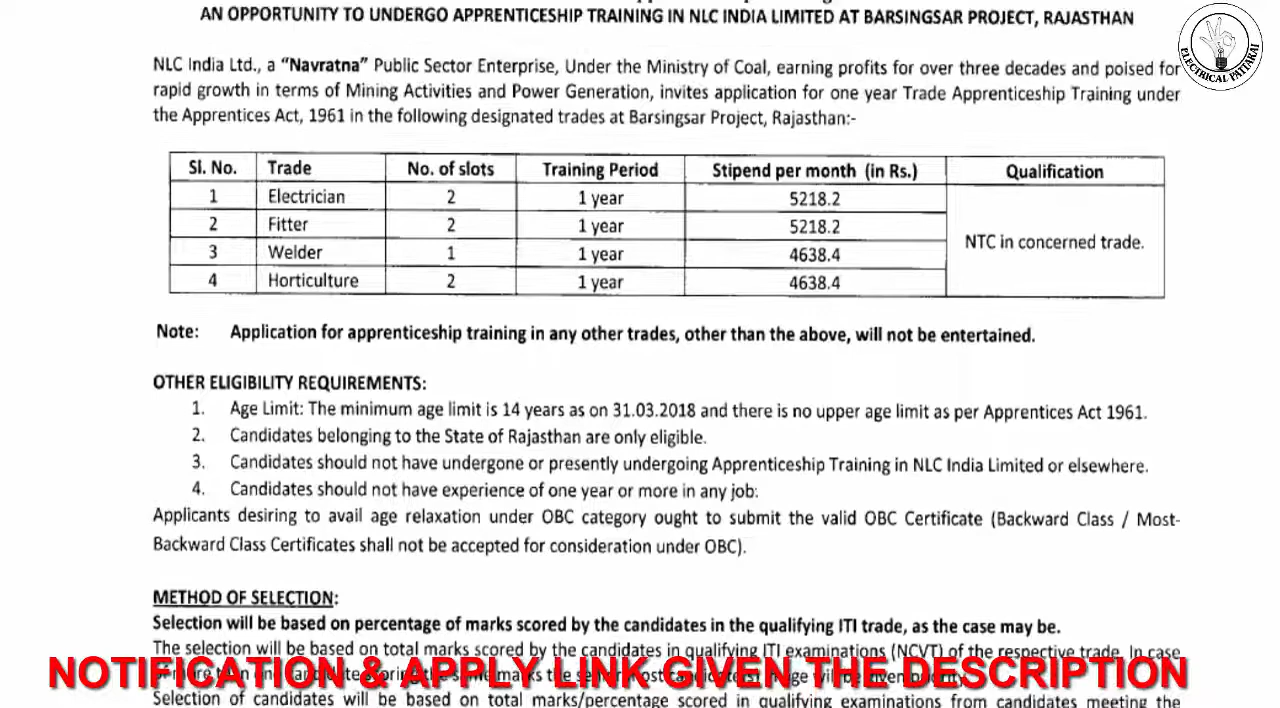 AN OPPORTUNITY TO UNDERGO APPRENTICESHIP TRAINING IN NLC INDIA LIMITED AT BARSINGSAR PROJECT, RAJASTHAN
ELECTRICAL PATTARAI
NLC India Ltd., a "Navratna" Public Sector Enterprise, Under the Ministry of Coal, earning profits for over three decades and poised for
rapid growth in terms of Mining Activities and Power Generation, invites application for one year Trade Apprenticeship Training under
the Apprentices Act, 1961 in the following designated trades at Barsingsar Project, Rajasthan:-
Sl. No. Trade No. of slots Training Period Stipend per month (in Rs.) Qualification
1 Electrician 2 1 year 5218.2
2 Fitter 2 1 year 5218.2
NTC in concerned trade.
3 Welder 1 1 year 4638.4
4 Horticulture 2 1 year 4638.4
Note: Application for apprenticeship training in any other trades, other than the above, will not be entertained.
OTHER ELIGIBILITY REQUIREMENTS:
1. Age Limit: The minimum age limit is 14 years as on 31.03.2018 and there is no upper age limit as per Apprentices Act 1961.
2. Candidates belonging to the State of Rajasthan are only eligible.
3. Candidates should not have undergone or presently undergoing Apprenticeship Training in NLC India Limited or elsewhere.
4. Candidates should not have experience of one year or more in any job:
Applicants desiring to avail age relaxation under OBC category ought to submit the valid OBC Certificate (Backward Class / Most-
Backward Class Certificates shall not be accepted for consideration under OBC).
METHOD OF SELECTION:
Selection will be based on percentage of marks scored by the candidates in the qualifying ITI trade, as the case may be.
The selection will be based on total marks scored by the candidates in qualifying ITI examinations (NCVT) of the respective trade. In case
NOTIFICATION & APPLY LINK GIVEN THE DESCRIPTION
Selection of candidates will be based on total marks/percentage scored in qualifying examinations from candidates meeting the